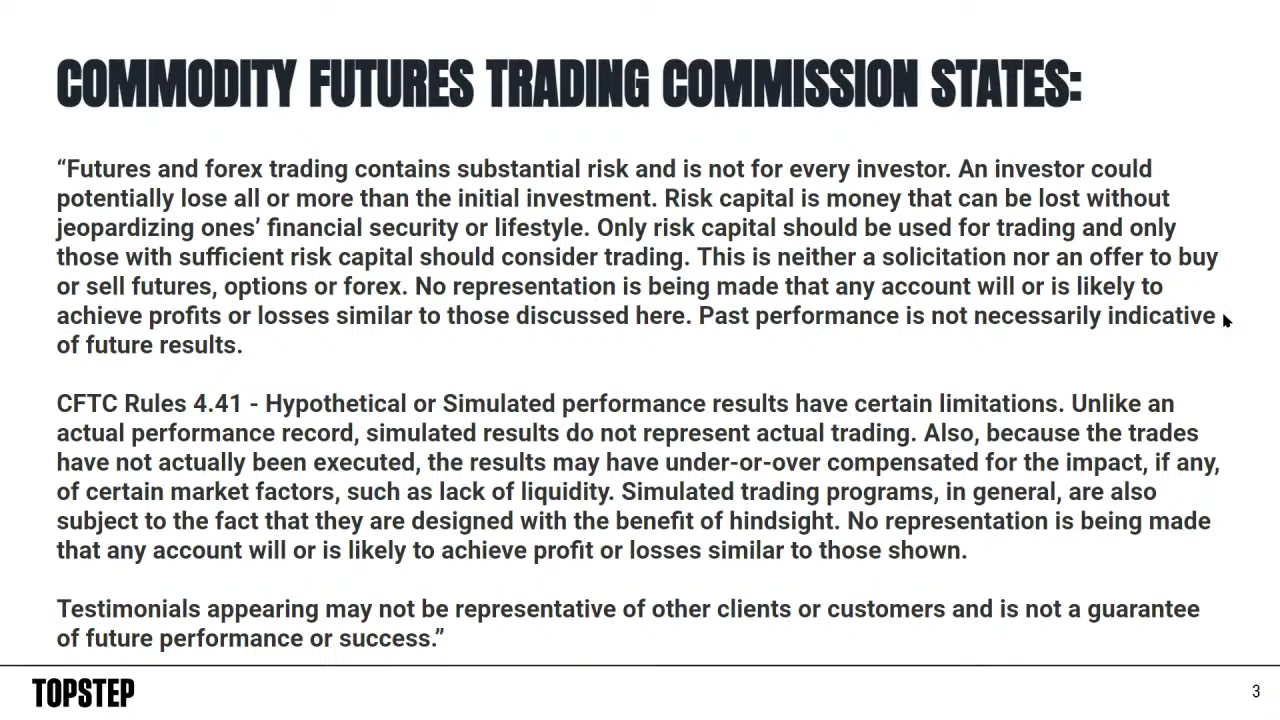 COMMODITY FUTURES TRADING COMMISSION STATES:
“Futures and forex trading contains substantial risk and is not for every investor. An investor could
potentially lose all or more than the initial investment. Risk capital is money that can be lost without
jeopardizing ones’ financial security or lifestyle. Only risk capital should be used for trading and only
those with sufficient risk capital should consider trading. This is neither a solicitation nor an offer to buy
or sell futures, options or forex. No representation is being made that any account will or is likely to
achieve profits or losses similar to those discussed here. Past performance is not necessarily indicative
of future results.
CFTC Rules 4.41 - Hypothetical or Simulated performance results have certain limitations. Unlike an
actual performance record, simulated results do not represent actual trading. Also, because the trades
have not actually been executed, the results may have under-or-over compensated for the impact, if any,
of certain market factors, such as lack of liquidity. Simulated trading programs, in general, are also
subject to the fact that they are designed with the benefit of hindsight. No representation is being made
that any account will or is likely to achieve profit or losses similar to those shown.
Testimonials appearing may not be representative of other clients or customers and is not a guarantee
of future performance or success.”
TOPSTEP
3